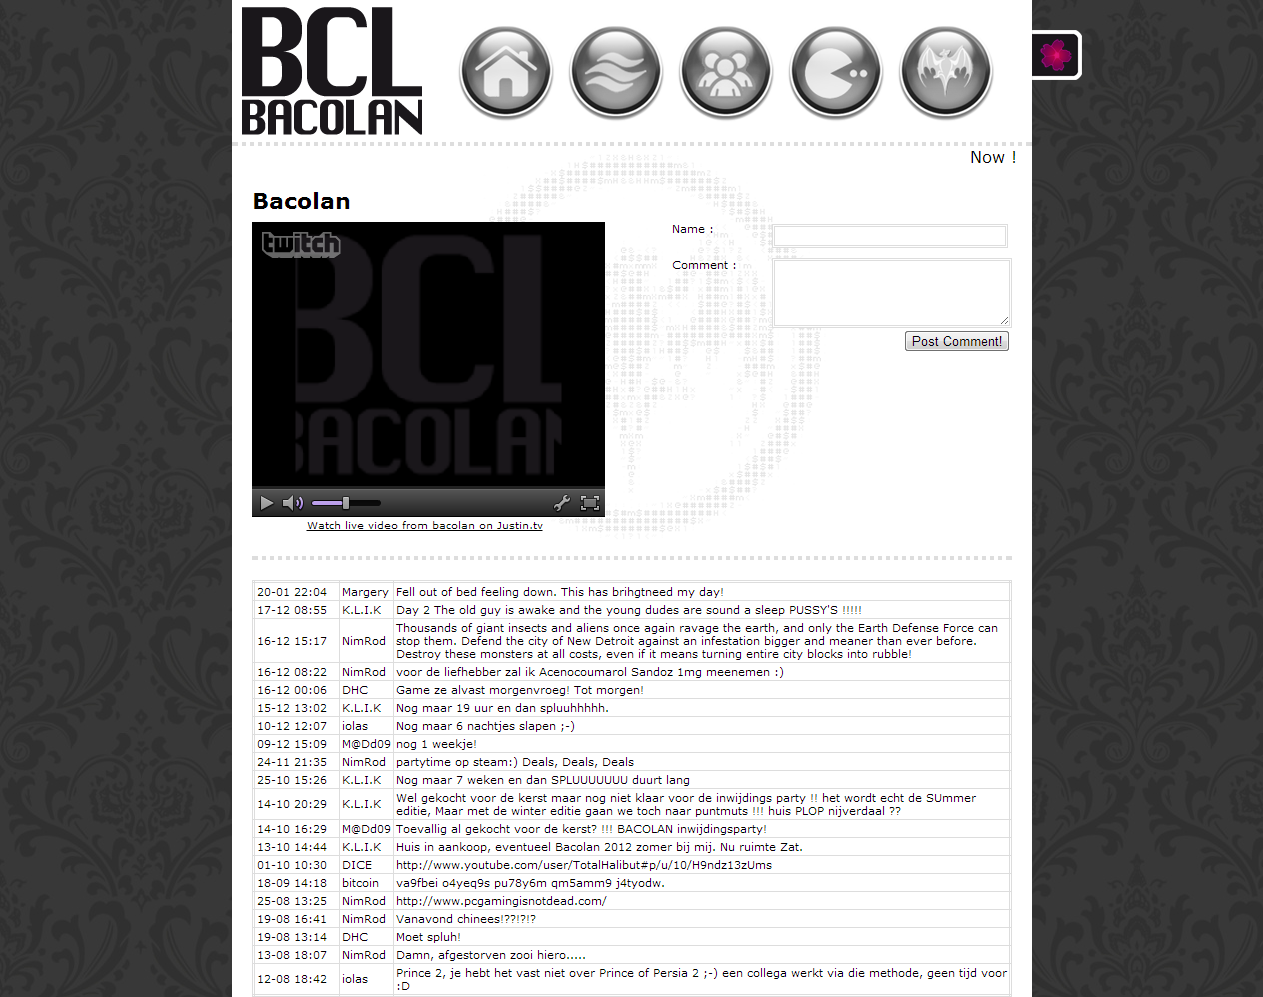 BCL
BACOLAN
Now !
Bacolan
twitch
BCL
BACOLAN
Name :
Comment :
Post Comment!
Watch live video from bacolan on Justin.tv
20-01 22:04 Margery Fell out of bed feeling down. This has brihgtneed my day!
17-12 08:55 K.L.I.K Day 2 The old guy is awake and the young dudes are sound a sleep PUSSY'S !!!!!
16-12 15:17 NimRod Thousands of giant insects and aliens once again ravage the earth, and only the Earth Defense Force can
stop them. Defend the city of New Detroit against an infestation bigger and meaner than ever before.
Destroy these monsters at all costs, even if it means turning entire city blocks into rubble!
16-12 08:22 NimRod voor de liefhebber zal ik Acenocoumarol Sandoz 1mg meenemen :)
16-12 00:06 DHC Game ze alvast morgenvroeg! Tot morgen!
15-12 13:02 K.L.I.K Nog maar 19 uur en dan spluuhhhhh.
10-12 12:07 iolas Nog maar 6 nachtjes slapen ;-)
09-12 15:09 M@Dd09 nog 1 weekje!
24-11 21:35 NimRod partytime op steam:) Deals, Deals, Deals
25-10 15:26 K.L.I.K Nog maar 7 weken en dan SPLUUUUUUU duurt lang
14-10 20:29 K.L.I.K Wel gekocht voor de kerst maar nog niet klaar voor de inwijdings party !! het wordt echt de SUmmer
editie, Maar met de winter editie gaan we toch naar puntmuts !!! huis PLOP nijverdaal ??
14-10 16:29 M@Dd09 Toevallig al gekocht voor de kerst? !!! BACOLAN inwijdingsparty!
13-10 14:44 K.L.I.K Huis in aankoop, eventueel Bacolan 2012 zomer bij mij. Nu ruimte Zat.
01-10 10:30 DICE http://www.youtube.com/user/TotalHalibut#p/u/10/H9ndz13zUms
18-09 14:18 bitcoin va9fbei o4yeq9s pu78y6m qm5amm9 j4tyodw.
25-08 13:25 NimRod http://www.pcgamingisnotdead.com/
19-08 16:41 NimRod Vanavond chinees!??!?!?
19-08 13:14 DHC Moet spluh!
13-08 18:07 NimRod Damn, afgestorven zooi hiero.....
12-08 18:42 iolas Prince 2, je hebt het vast niet over Prince of Persia 2 ;-) een collega werkt via die methode, geen tijd voor
:D